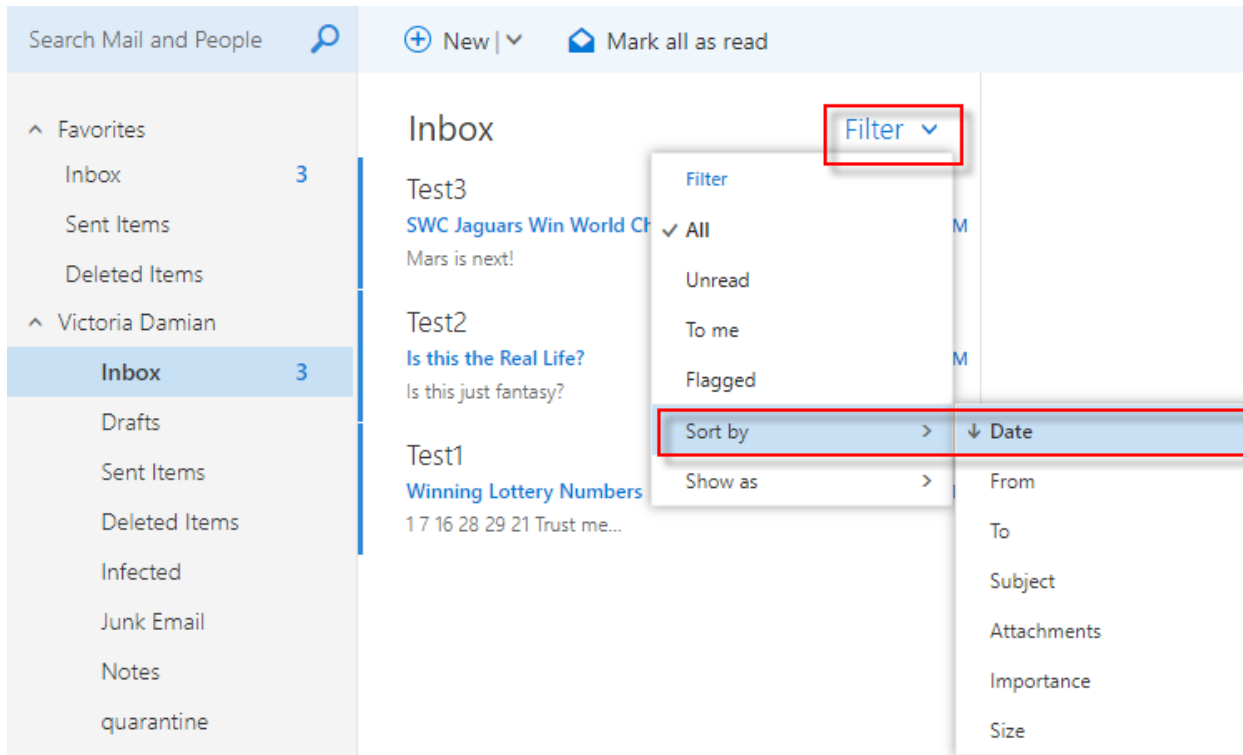 Search Mail and People
New
Mark all as read
Favorites
Inbox 3
Sent Items
Deleted Items
Victoria Damian
Inbox 3
Drafts
Sent Items
Deleted Items
Infected
Junk Email
Notes
quarantine
Inbox
Filter
Test3
SWC Jaguars Win World
Mars is next!
Test2
Is this the Real Life?
Is this just fantasy?
Test1
Winning Lottery Numbers
1 7 16 28 29 21 Trust me...
Filter
All
Unread
To me
Flagged
Sort by
Show as
Date
From
To
Subject
Attachments
Importance
Size